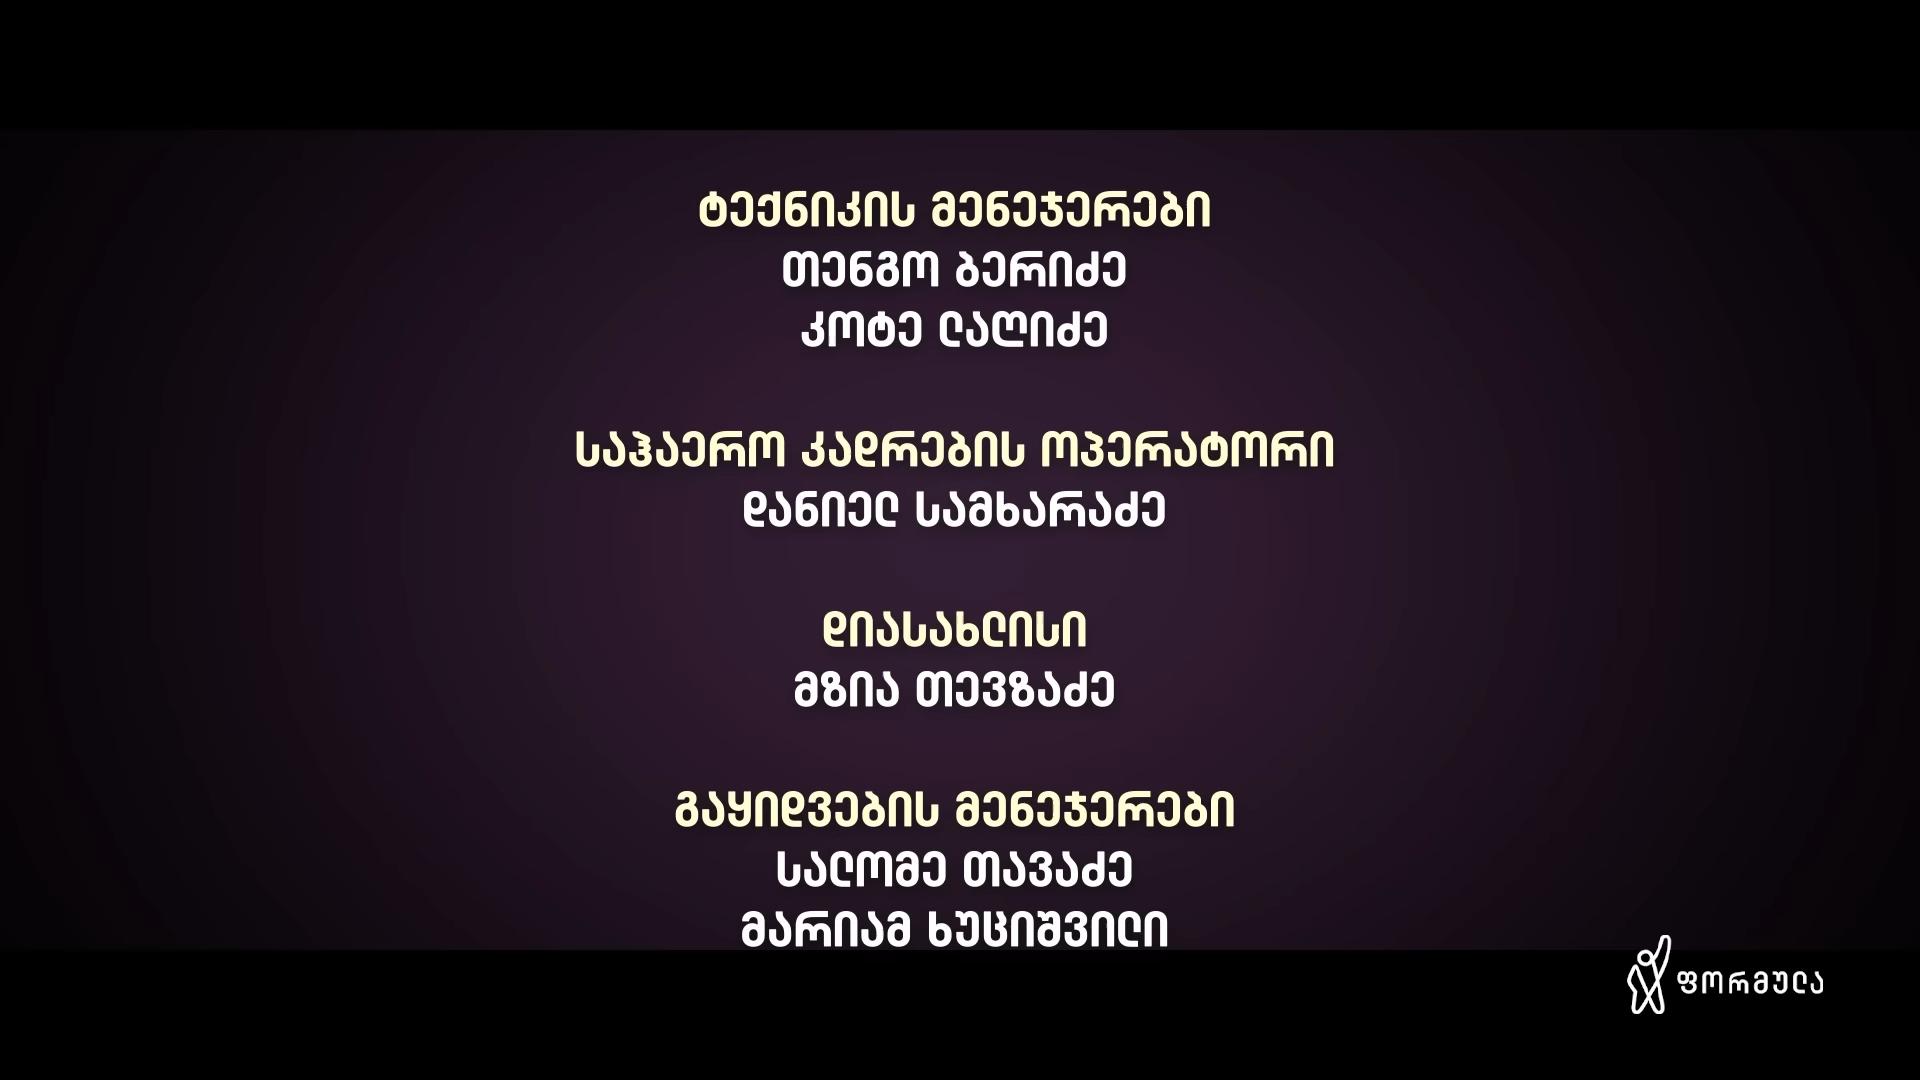 ტექნიკის მენეჯერები
თენგო ბერიძე
კოტე ლაღიძე
საჰაერო კადრების ოპერატორი
დანიელ სამხარაძე
დიასახლისი
მზია თევზაძე
გაყიდვების მენეჯერები
სალომე თავაძე
მარიამ ხუციშვილი
ფორმულა